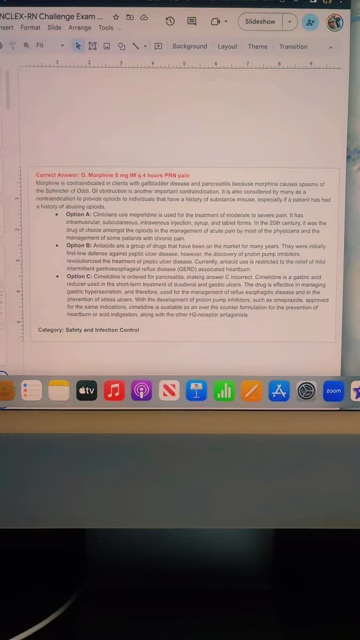 NCLEX-RN Challenge Exam ...
Insert Format Slide Arrange Tools ...
Slideshow
Fit
Background Layout Theme Transition
1 2 3 4 5 6 7 8 9
Correct Answer: D. Morphine 8 mg IM q 4 hours PRN pain
Morphine is contraindicated in clients with gallbladder disease and pancreatitis because morphine causes spasms of
the Sphincter of Oddi. GI obstruction is another important contraindication. It is also considered by many as a
contraindication to provide opioids to individuals that have a history of substance misuse, especially if a patient has had
a history of abusing opioids.
• Option A: Clinicians use meperidine is used for the treatment of moderate to severe pain. It has
intramuscular, subcutaneous, intravenous injection, syrup, and tablet forms. In the 20th century, it was the
drug of choice amongst the opioids in the management of acute pain by most of the physicians and the
management of some patients with chronic pain.
• Option B: Antacids are a group of drugs that have been on the market for many years. They were initially
first-line defense against peptic ulcer disease; however, the discovery of proton pump inhibitors
revolutionized the treatment of peptic ulcer disease. Currently, antacid use is restricted to the relief of mild
intermittent gastroesophageal reflux disease (GERD) associated heartburn.
• Option C: Cimetidine is ordered for pancreatitis, making answer C incorrect. Cimetidine is a gastric acid
reducer used in the short-term treatment of duodenal and gastric ulcers. The drug is effective in managing
gastric hypersecretion, and therefore, used for the management of reflux esophagitis disease and in the
prevention of stress ulcers. With the development of proton pump inhibitors, such as omeprazole, approved
for the same indications, cimetidine is available as an over the counter formulation for the prevention of
heartburn or acid indigestion, along with the other H2-receptor antagonists.
Category: Safety and Infection Control
tv
zoom